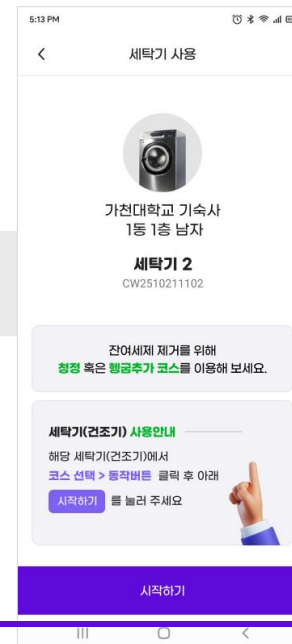 5:13 PM
세탁기 사용
가천대학교 기숙사
1동 1층 남자
세탁기 2
CW2510211102
잔여세제 제거를 위해
청정 혹은 헹굼추가 코스를 이용해 보세요.
세탁기(건조기) 사용안내
해당 세탁기(건조기)에서
코스 선택 > 동작버튼 클릭 후 아래
시작하기 를 눌러 주세요
시작하기